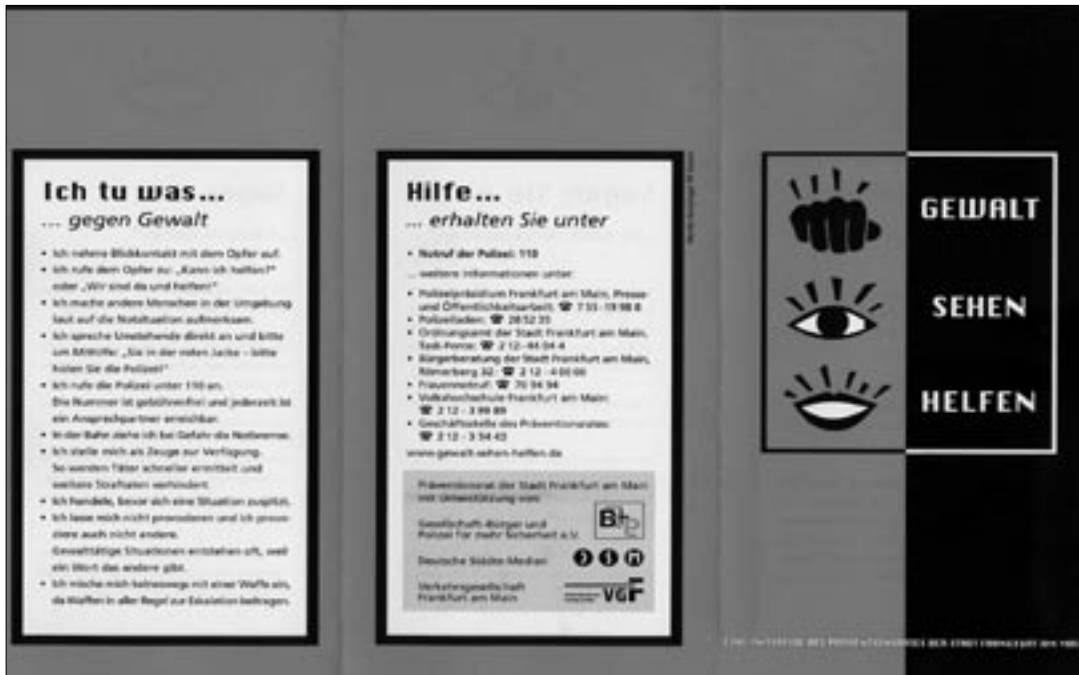 Ich tu was...
... gegen Gewalt
• Ich nehme Blickkontakt mit dem Opfer auf.
• Ich rufe dem Opfer zu: „Kann ich helfen?“
oder „Wir sind da und helfen!“
• Ich mache andere Menschen in der Umgebung
laut auf die Notsituation aufmerksam.
• Ich spreche Umstehende direkt an und bitte
um Mithilfe: „Sie in der roten Jacke – bitte
holen Sie die Polizei!“
• Ich rufe die Polizei unter 110 an.
Die Nummer ist gebührenfrei und jederzeit ist
ein Ansprechpartner erreichbar.
• In der Bahn ziehe ich bei Gefahr die Notbremse.
• Ich stelle mich als Zeuge zur Verfügung.
So werden Täter schneller ermittelt und
weitere Straftaten verhindert.
• Ich handele, bevor sich eine Situation zuspitzt.
• Ich lasse mich nicht provozieren und ich provo-
ziere auch nicht andere.
Gewalttätige Situationen entstehen oft, weil
ein Wort das andere gibt.
• Ich mische mich keineswegs mit einer Waffe ein,
da Waffen in aller Regel zur Eskalation beitragen.
Hilfe...
... erhalten Sie unter
• Notruf der Polizei: 110
... weitere Informationen unter:
• Polizeipräsidium Frankfurt am Main, Presse-
und Öffentlichkeitsarbeit: ☎
• Polizeiladen: ☎
• Ordnungsamt der Stadt Frankfurt am Main,
Task-Force: ☎
• Bürgerberatung der Stadt Frankfurt am Main,
Römerberg 32: ☎
• Frauennotruf: ☎ 70 94 94
• Volkshochschule Frankfurt am Main:
☎
• Geschäftsstelle des Präventionsrates:
☎
www.gewalt-sehen-helfen.de
Präventionsrat der Stadt Frankfurt am Main
mit Unterstützung von:
Gesellschaft Bürger und
Polizei für mehr Sicherheit e.V.
Deutsche Städte-Medien
Verkehrsgesellschaft
Frankfurt am Main
VGF
GEWALT
SEHEN
HELFEN